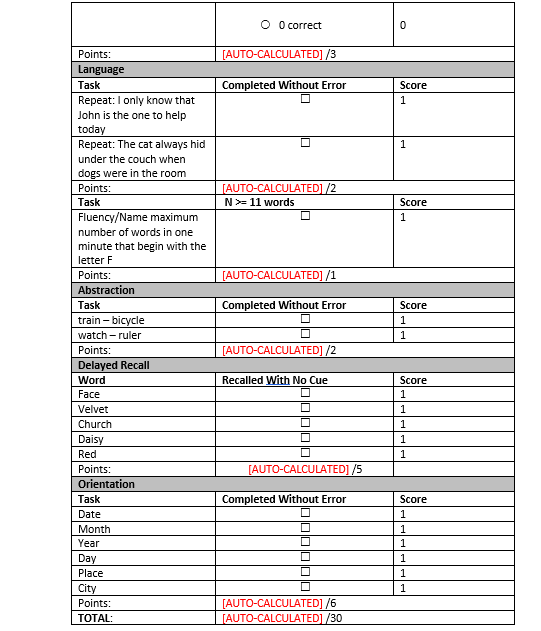 ○ 0 correct 0
Points: [AUTO-CALCULATED] /3
Language
Task Completed Without Error Score
Repeat: I only know that ☐ 1
John is the one to help
today
Repeat: The cat always hid ☐ 1
under the couch when
dogs were in the room
Points: [AUTO-CALCULATED] /2
Task N >= 11 words Score
Fluency/Name maximum ☐ 1
number of words in one
minute that begin with the
letter F
Points: [AUTO-CALCULATED] /1
Abstraction
Task Completed Without Error Score
train – bicycle ☐ 1
watch – ruler ☐ 1
Points: [AUTO-CALCULATED] /2
Delayed Recall
Word Recalled With No Cue Score
Face ☐ 1
Velvet ☐ 1
Church ☐ 1
Daisy ☐ 1
Red ☐ 1
Points: [AUTO-CALCULATED] /5
Orientation
Task Completed Without Error Score
Date ☐ 1
Month ☐ 1
Year ☐ 1
Day ☐ 1
Place ☐ 1
City ☐ 1
Points: [AUTO-CALCULATED] /6
TOTAL: [AUTO-CALCULATED] /30